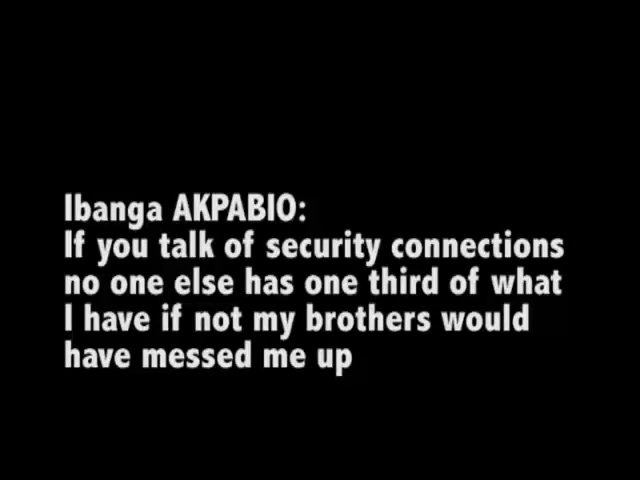 Ibanga AKPABIO:
If you talk of security connections
no one else has one third of what
I have if not my brothers would
have messed me up